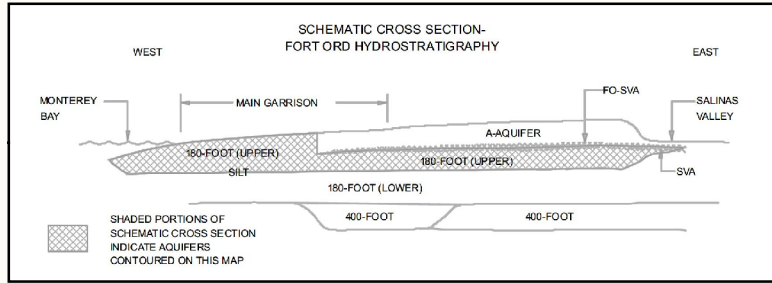 SCHEMATIC CROSS SECTION-
FORT ORD HYDROSTRATIGRAPHY
WEST
EAST
MONTEREY
BAY
MAIN GARRISON
FO-SVA
SALINAS
VALLEY
A-AQUIFER
180-FOOT (UPPER)
180-FOOT (UPPER)
SILT
SVA
180-FOOT (LOWER)
400-FOOT
400-FOOT
SHADED PORTIONS OF
SCHEMATIC CROSS SECTION
INDICATE AQUIFERS
CONTOURED ON THIS MAP